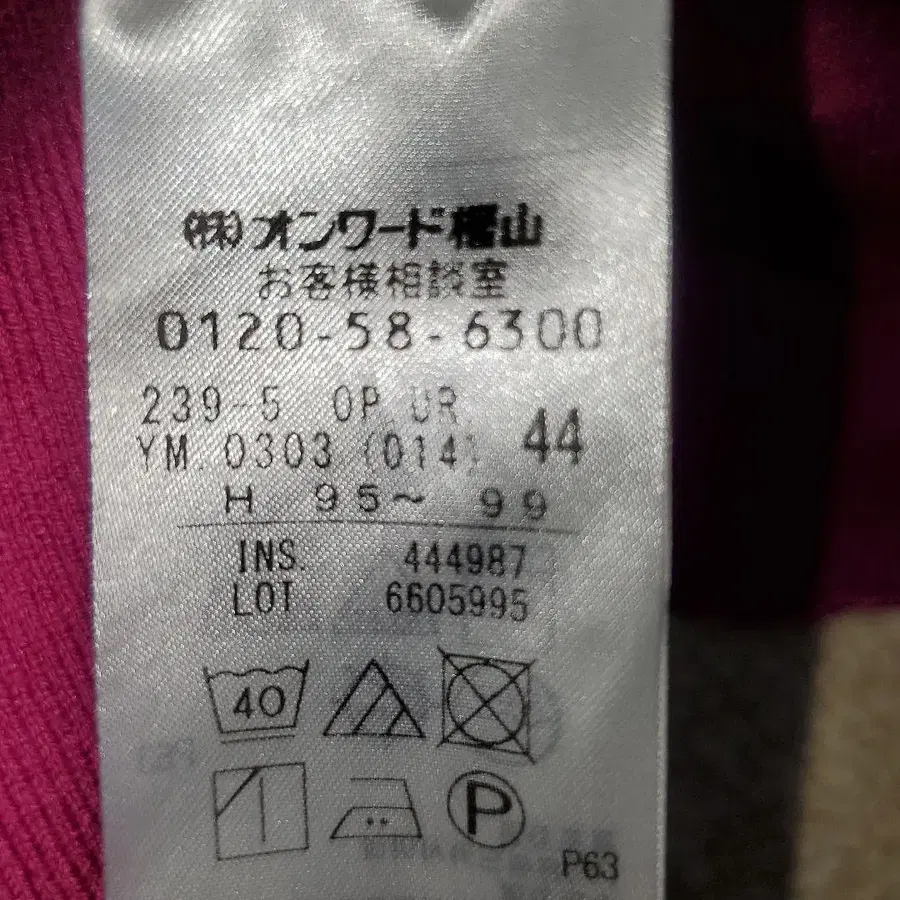 (株)オンワード樫山
お客様相談室
0120-58-6300
239-5 OP UR
YM. 0303 (014) 44
H 95~ 99
INS. 444987
LOT 6605995
40
P
P63